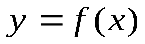 y = f(x)